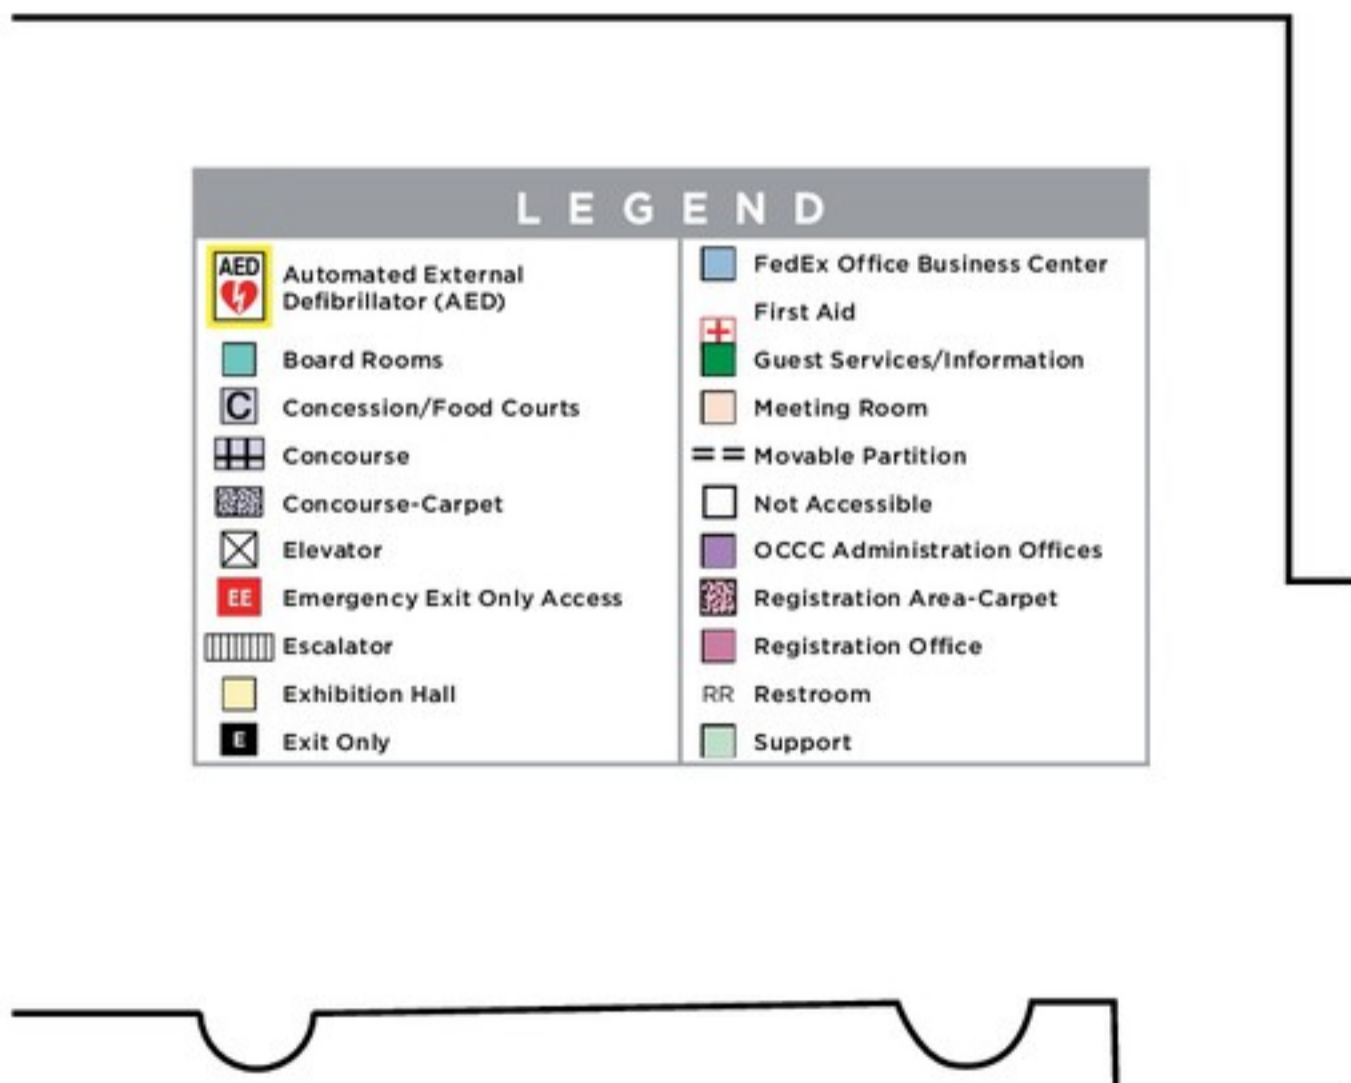 LEGEND
AED
Automated External
Defibrillator (AED)
Board Rooms
C Concession/Food Courts
Concourse
Concourse-Carpet
Elevator
EE Emergency Exit Only Access
Escalator
Exhibition Hall
E Exit Only
FedEx Office Business Center
First Aid
Guest Services/Information
Meeting Room
Movable Partition
Not Accessible
OCCC Administration Offices
Registration Area-Carpet
Registration Office
RR Restroom
Support